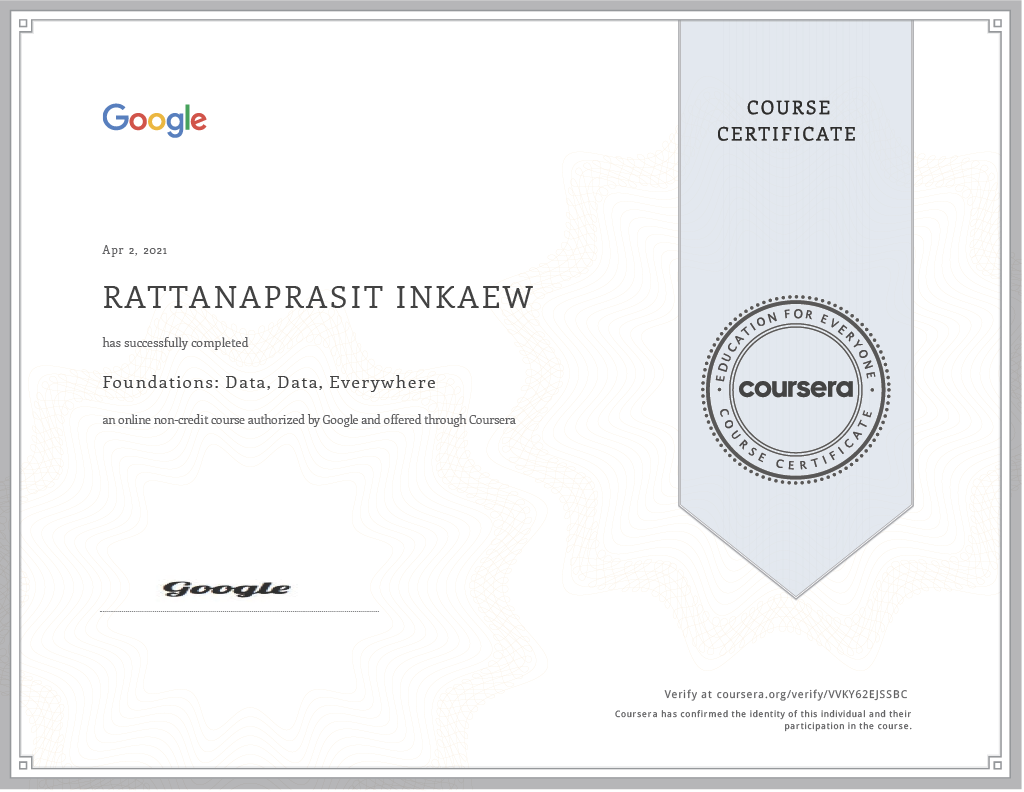 Google
COURSE
CERTIFICATE
Apr 2, 2021
RATTANAPRASIT INKAEW
has successfully completed
Foundations: Data, Data, Everywhere
an online non-credit course authorized by Google and offered through Coursera
EDUCATION FOR EVERYONE
coursera
COURSE CERTIFICATE
Google
Verify at coursera.org/verify/VVKY62EJSSBC
Coursera has confirmed the identity of this individual and their
participation in the course.